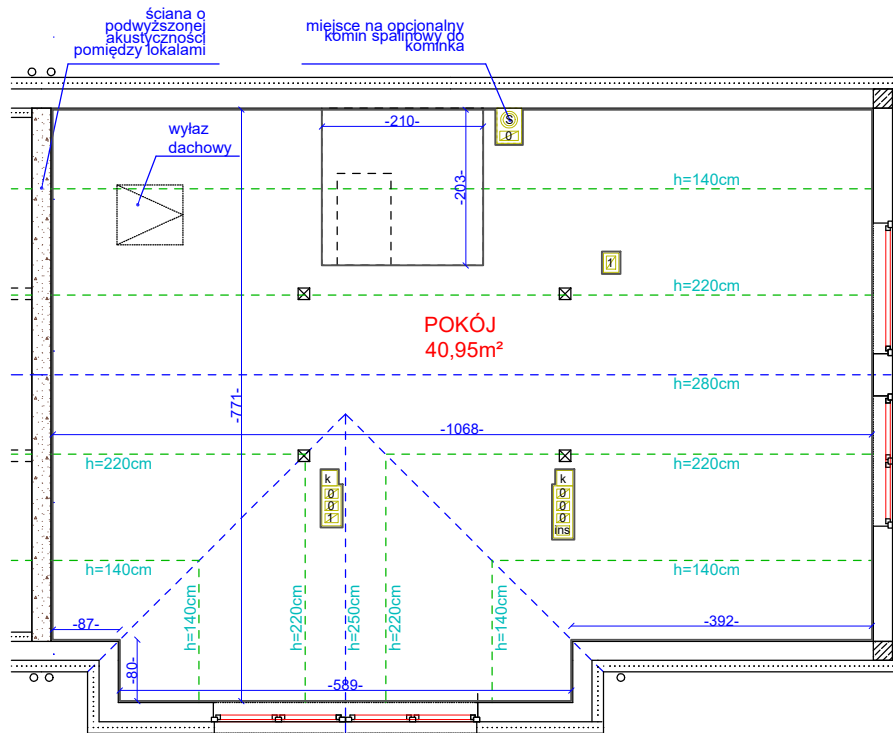 ściana o
podwyższonej
akustyczności
pomiędzy lokalami
miejsce na opcjonalny
komin spalinowy do
kominka
wyłaz
dachowy
-210-
S
0
-203-
h=140cm
1
h=220cm
POKÓJ
40,95m²
h=280cm
-771-
-1068-
h=220cm
h=220cm
k
0
0
1
k
0
0
0
ins
h=140cm
h=140cm
h=140cm
h=220cm
h=250cm
h=220cm
h=140cm
-87-
-392-
-80-
-589-